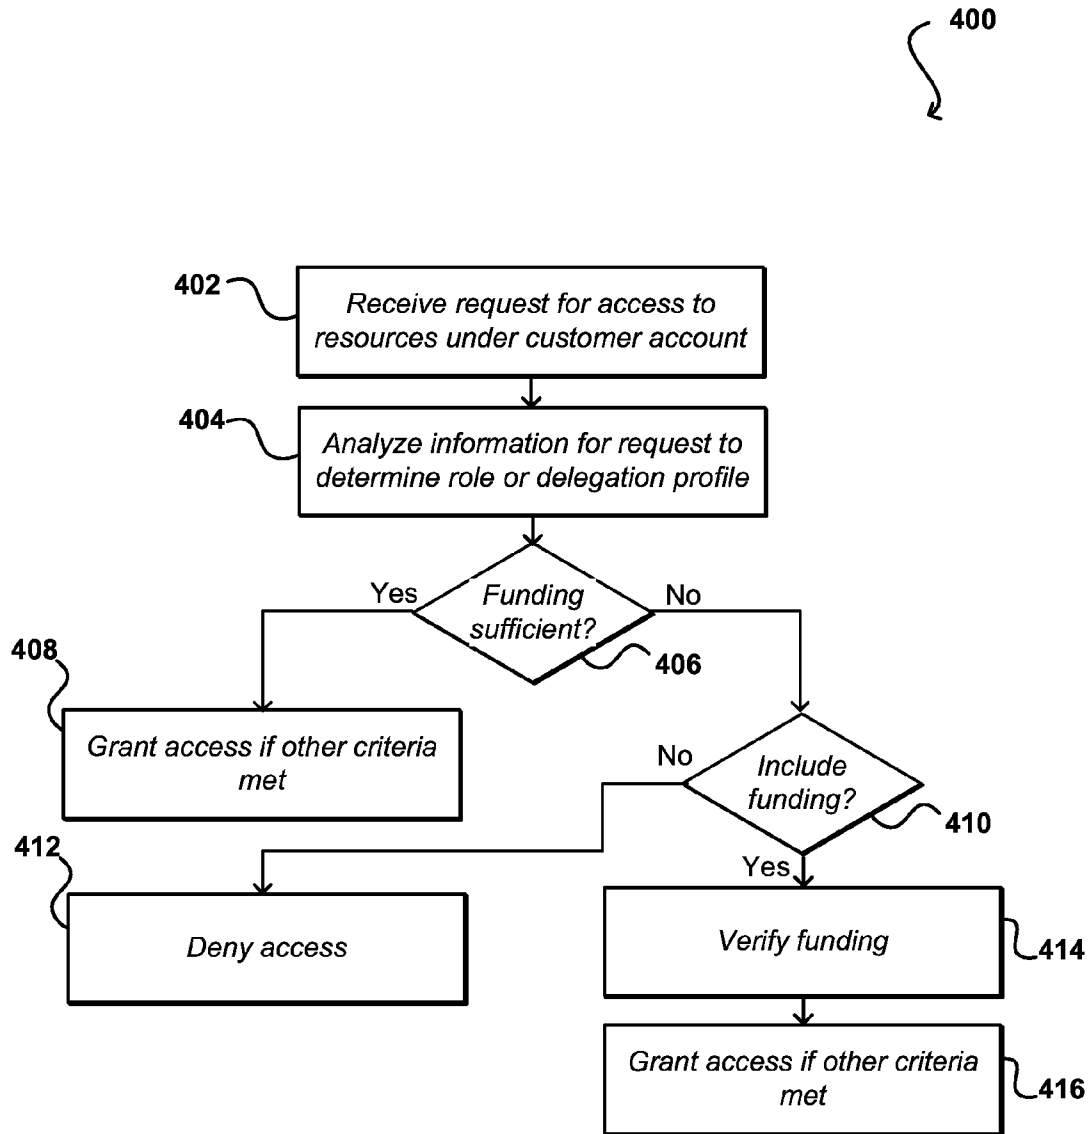 400
402
Receive request for access to
resources under customer account
404
Analyze information for request to
determine role or delegation profile
Yes
Funding
sufficient?
No
406
408
Grant access if other criteria
met
No
Include
funding?
410
412
Yes
Deny access
Verify funding
414
Grant access if other criteria
met
416